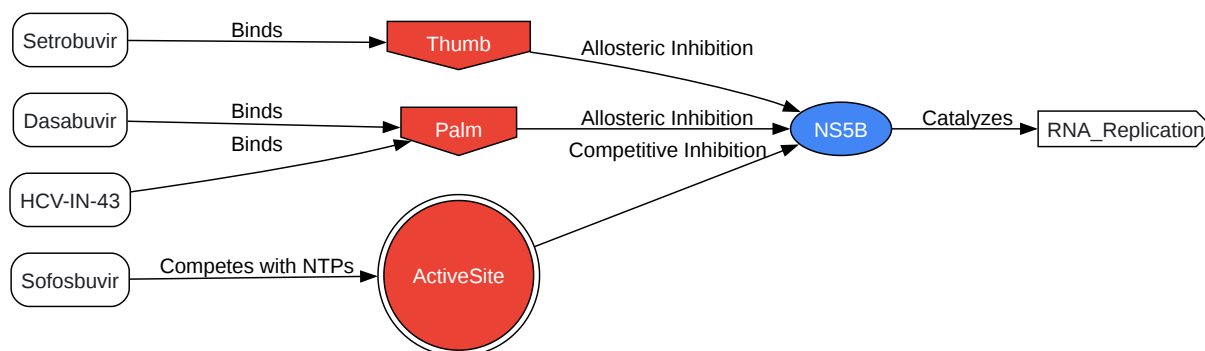 Setrobuvir
Binds
Thumb
Allosteric Inhibition
Dasabuvir
Binds
Palm
Allosteric Inhibition
NS5B
Catalyzes
RNA_Replication
HCV-IN-43
Binds
Competitive Inhibition
Sofosbuvir
Competes with NTPs
ActiveSite